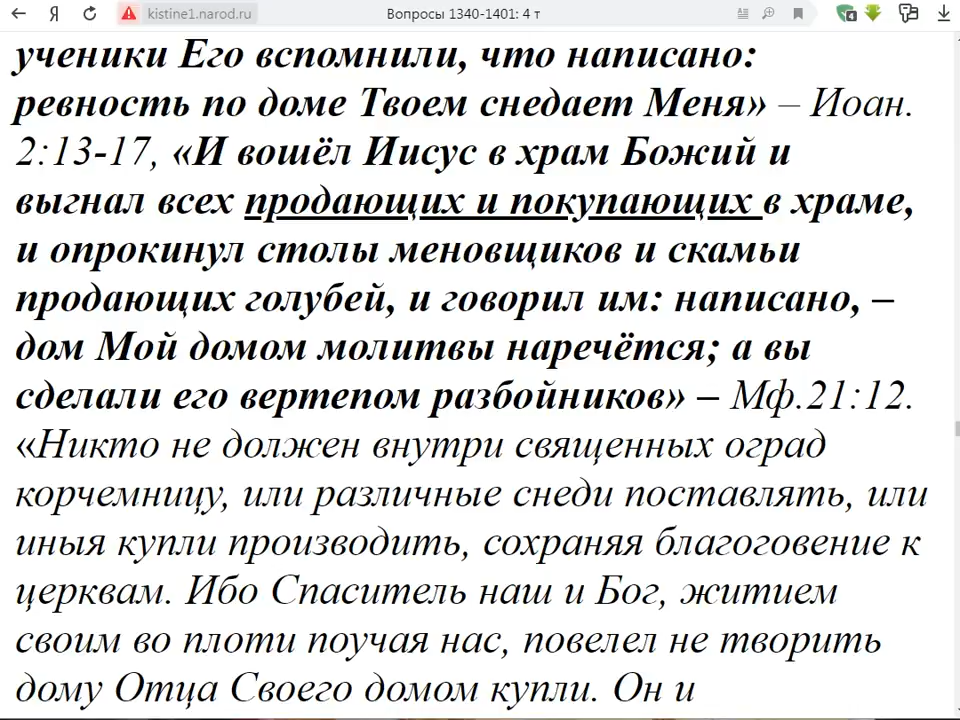 Я kistine1.narod.ru Вопросы 1340-1401: 4 т 4
ученики Его вспомнили, что написано:
ревность по доме Твоем снедает Меня» – Иоан.
2:13-17, «И вошёл Иисус в храм Божий и
выгнал всех продающих и покупающих в храме,
и опрокинул столы меновщиков и скамьи
продающих голубей, и говорил им: написано, –
дом Мой домом молитвы наречётся; а вы
сделали его вертепом разбойников» – Мф.21:12.
«Никто не должен внутри священных оград
корчемницу, или различные снеди поставлять, или
иныя купли производить, сохраняя благоговение к
церквам. Ибо Спаситель наш и Бог, житием
своим во плоти поучая нас, повелел не творить
дому Отца Своего домом купли. Он и